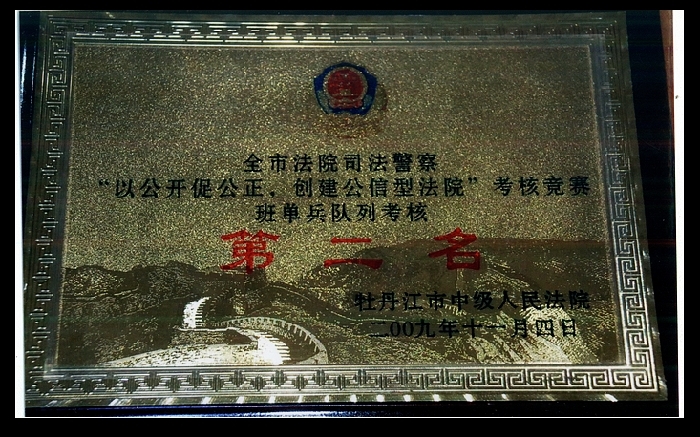 全市法院司法警察
“以公开促公正、创建公信型法院”考核竞赛
班单兵队列考核
第二名
牡丹江市中级人民法院
二00九年十一月四日